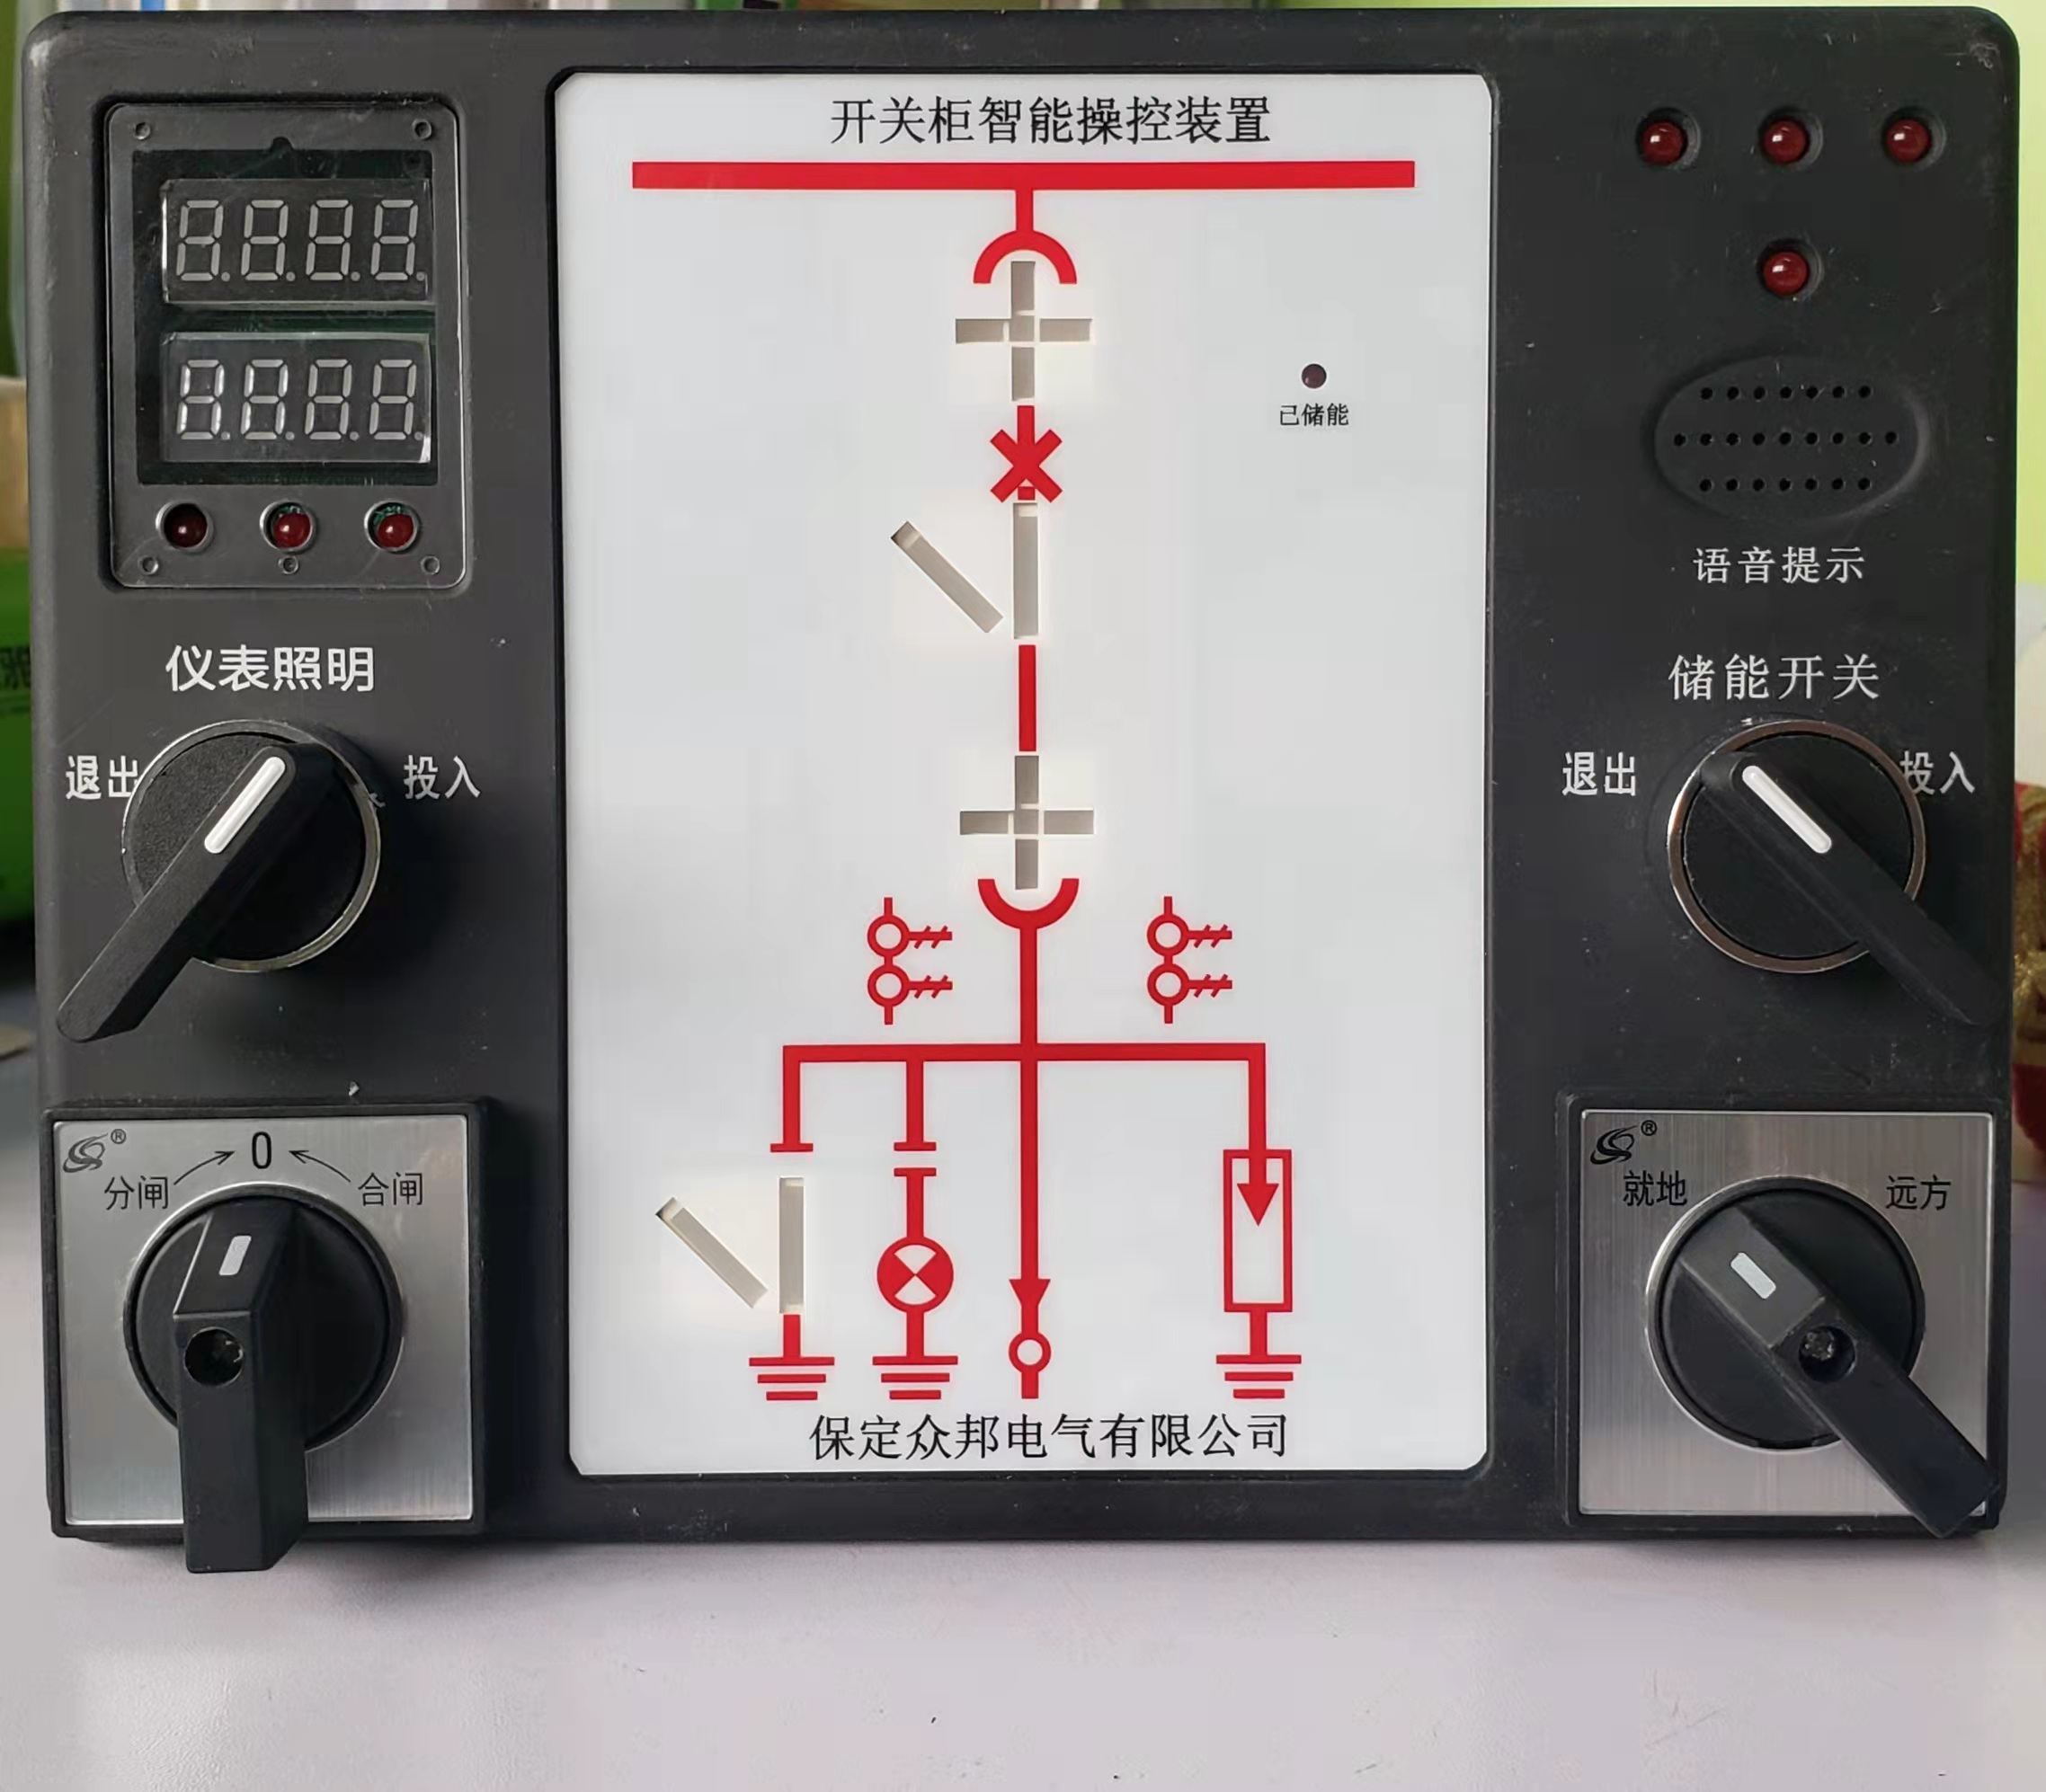 开关柜智能操控装置
已储能
语音提示
仪表照明
退出
投入
储能开关
退出
投入
®
0
分闸
合闸
®
就地
远方
保定众邦电气有限公司